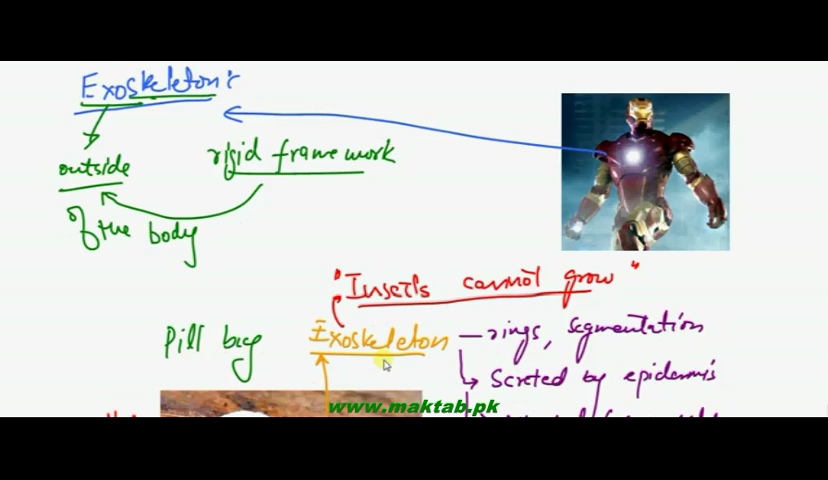 Exoskeleton:
outside
rigid framework
of the body
"Insects cannot grow"
Pill bug
Exoskeleton
— rings, segmentation
→ Screted by epidermis
www.maktab.pk